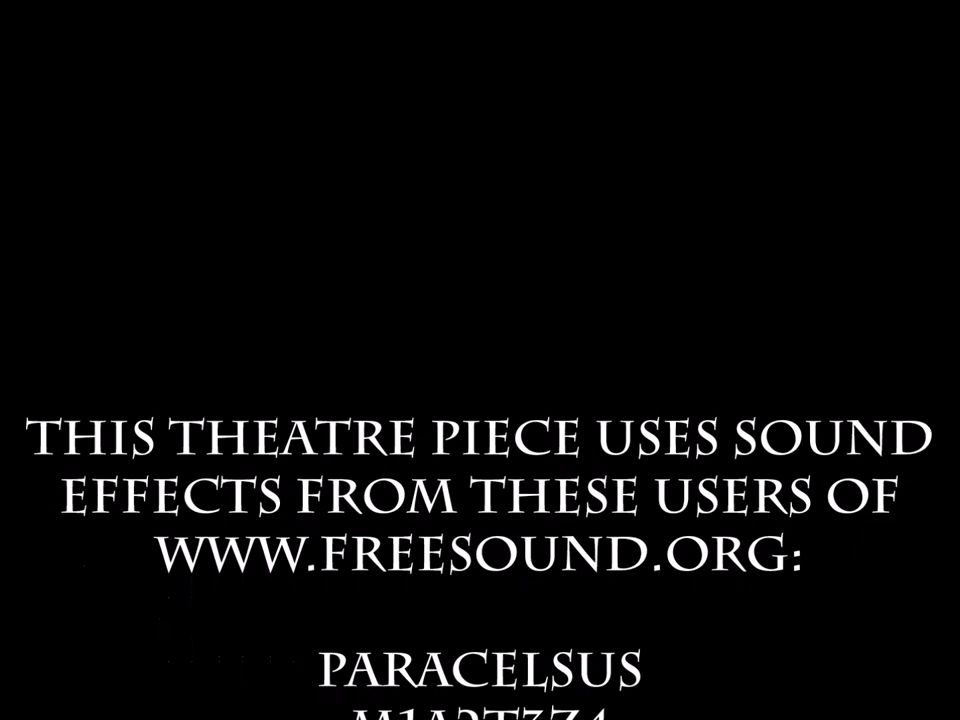 THIS THEATRE PIECE USES SOUND
EFFECTS FROM THESE USERS OF
WWW.FREESOUND.ORG:
PARACELSUS